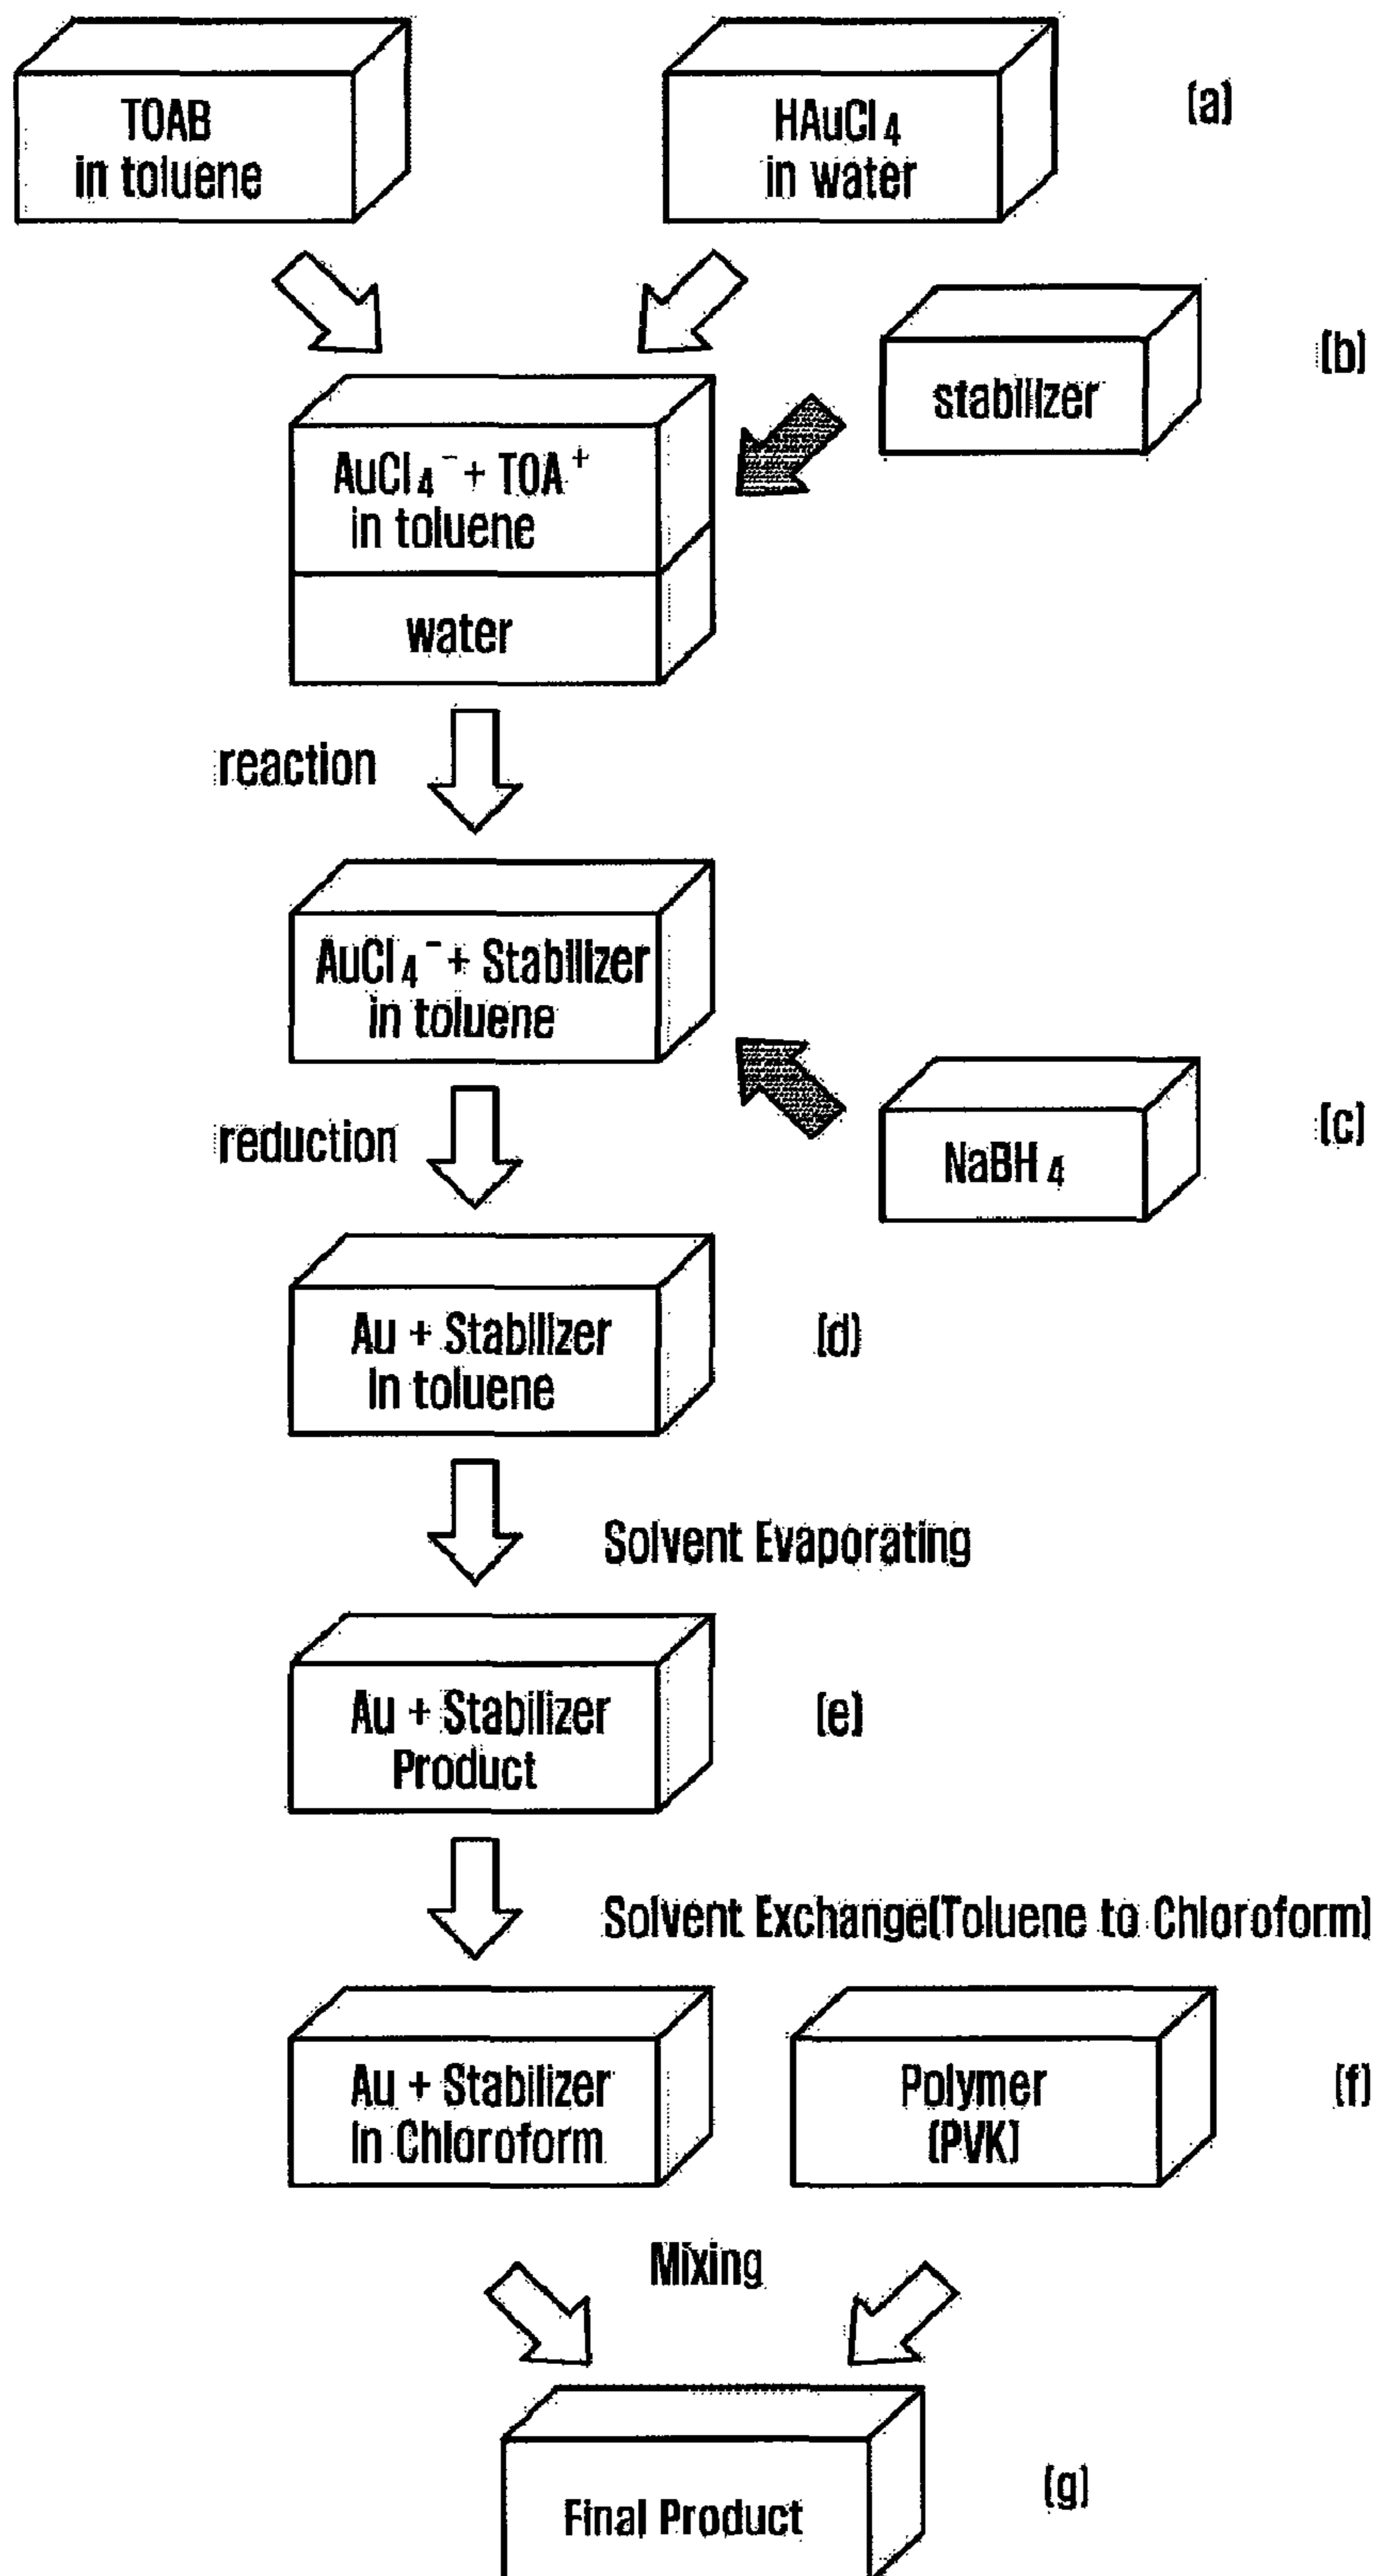 TOAB
in toluene
HAuCl4
in water
(a)
stabilizer
(b)
AuCl4- + TOA+
in toluene
water
reaction
AuCl4- + Stabilizer
in toluene
NaBH4
(c)
reduction
Au + Stabilizer
in toluene
(d)
Solvent Evaporating
Au + Stabilizer
Product
(e)
Solvent Exchange(Toluene to Chloroform)
Au + Stabilizer
in Chloroform
Polymer
(PVK)
(f)
Mixing
Final Product
(g)